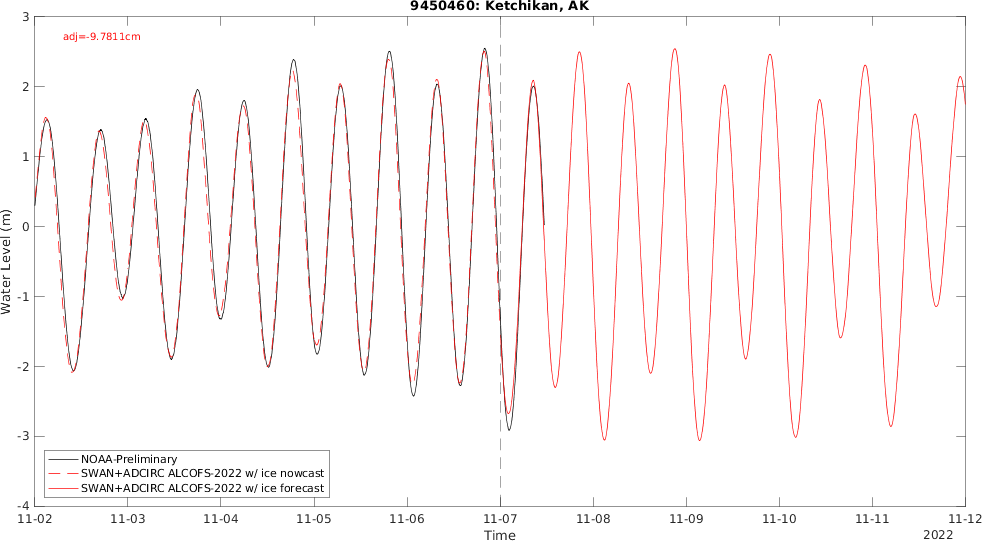 9450460: Ketchikan, AK
adj=-9.7811cm
3
2
1
0
-1
-2
-3
-4
Water Level (m)
NOAA-Preliminary
SWAN+ADCIRC ALCOFS-2022 w/ ice nowcast
SWAN+ADCIRC ALCOFS-2022 w/ ice forecast
11-02 11-03 11-04 11-05 11-06 11-07 11-08 11-09 11-10 11-11 11-12
Time
2022